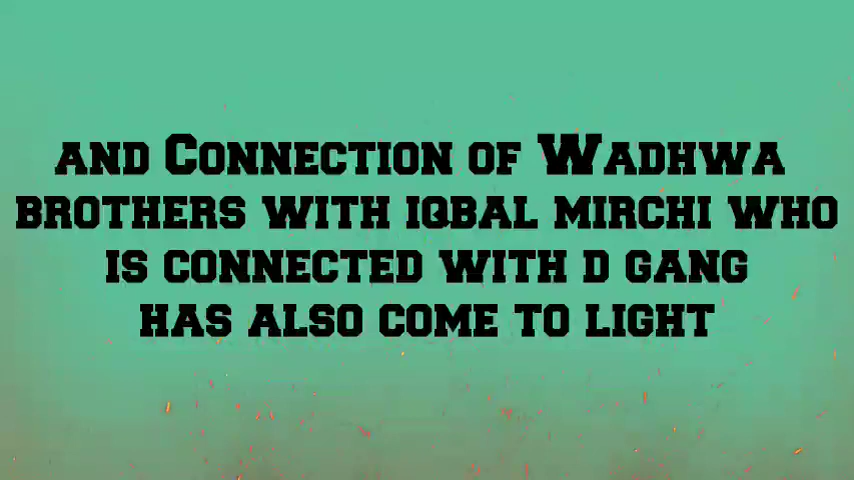 and Connection of Wadhwa
brothers with iqbal mirchi who
is connected with d gang
has also come to light